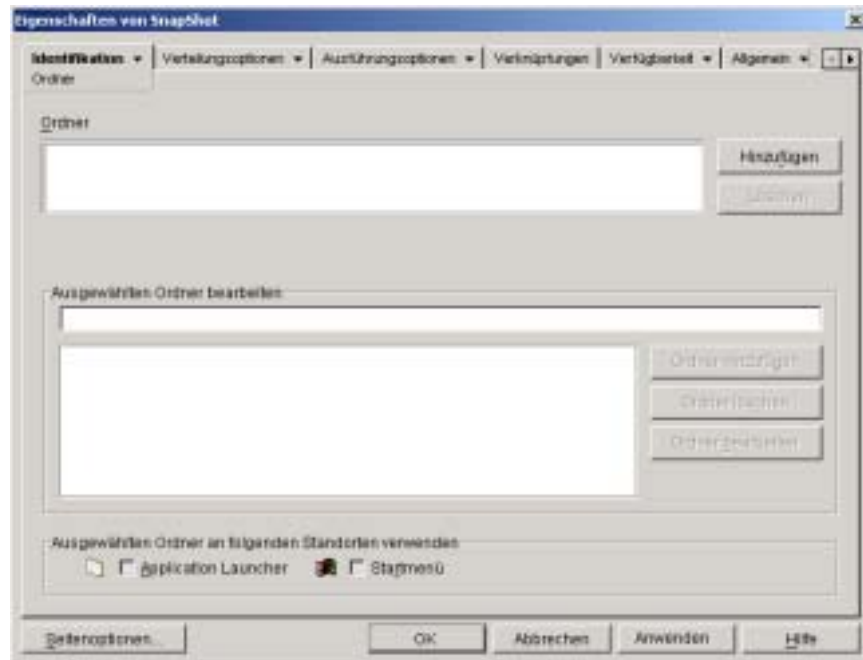 Eigenschaften von SnapShot
Identifikation Verteilungsoptionen Ausführungsoptionen Verknüpfungen Verfügbarkeit Allgemein
Ordner
Ordner
Hinzufügen
Löschen
Ausgewählten Ordner bearbeiten
Ordner hinzufügen
Ordner löschen
Ordner bearbeiten
Ausgewählten Ordner an folgenden Standorten verwenden
Application Launcher Startmenü
Seitenoptionen... OK Abbrechen Anwenden Hilfe